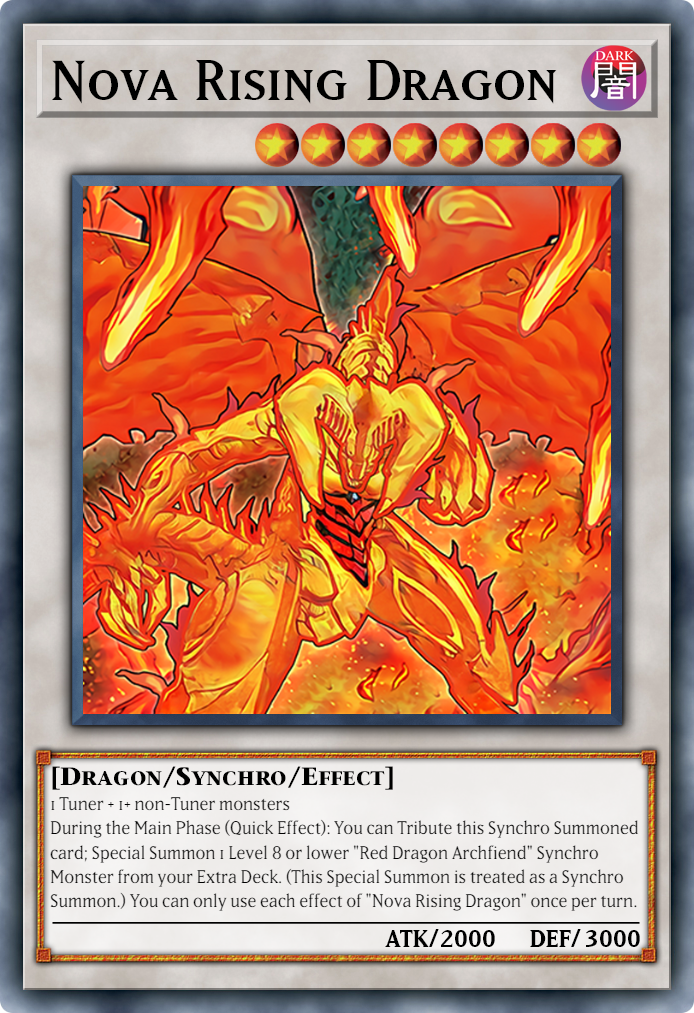 Nova Rising Dragon
DARK
闇
[Dragon/Synchro/Effect]
1 Tuner + 1+ non-Tuner monsters
During the Main Phase (Quick Effect): You can Tribute this Synchro Summoned
card; Special Summon 1 Level 8 or lower "Red Dragon Archfiend" Synchro
Monster from your Extra Deck. (This Special Summon is treated as a Synchro
Summon.) You can only use each effect of "Nova Rising Dragon" once per turn.
ATK/2000 DEF/3000